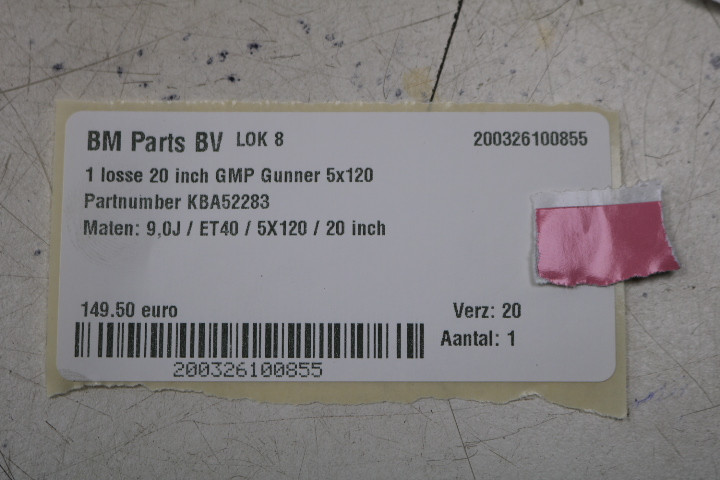 BM Parts BV LOK 8 200326100855
1 losse 20 inch GMP Gunner 5x120
Partnumber KBA52283
Maten: 9,0J / ET40 / 5X120 / 20 inch
149.50 euro Verz: 20
Aantal: 1
200326100855